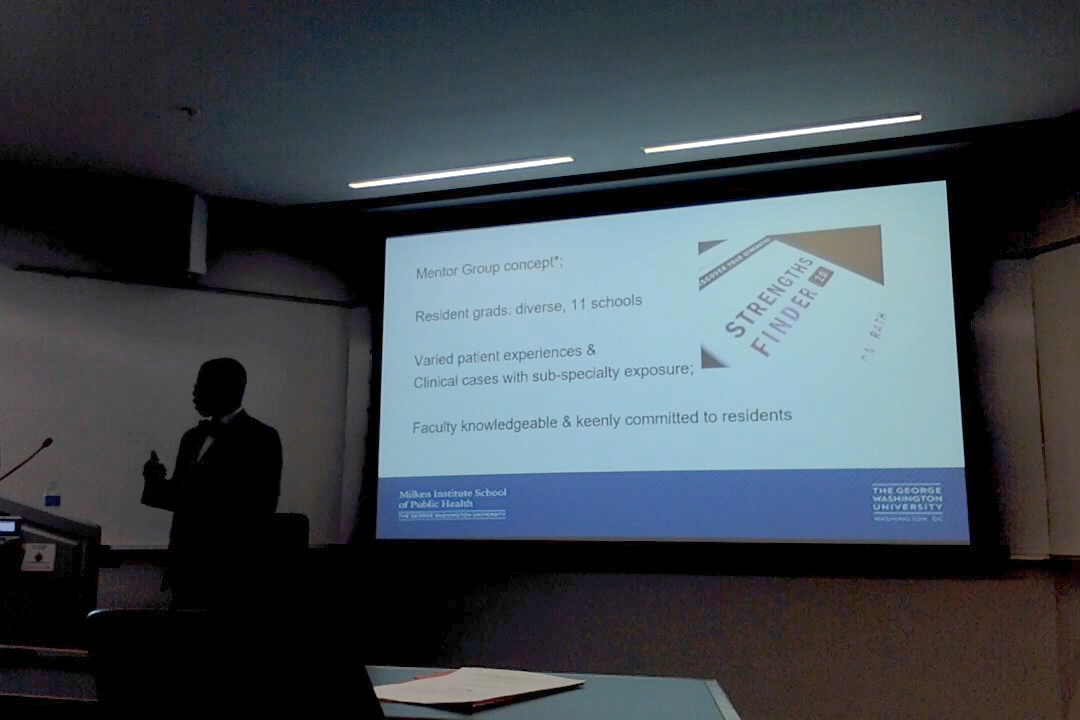 Mentor Group concept*;
Resident grads: diverse, 11 schools
Varied patient experiences &
Clinical cases with sub-specialty exposure;
Faculty knowledgeable & keenly committed to residents
YOUR
STRENGTHS
FINDER 2.0
RATH
Milken Institute School
of Public Health
THE GEORGE WASHINGTON UNIVERSITY
THE GEORGE
WASHINGTON
UNIVERSITY
WASHINGTON, DC